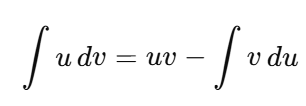 ∫ u dv = uv − ∫ v du